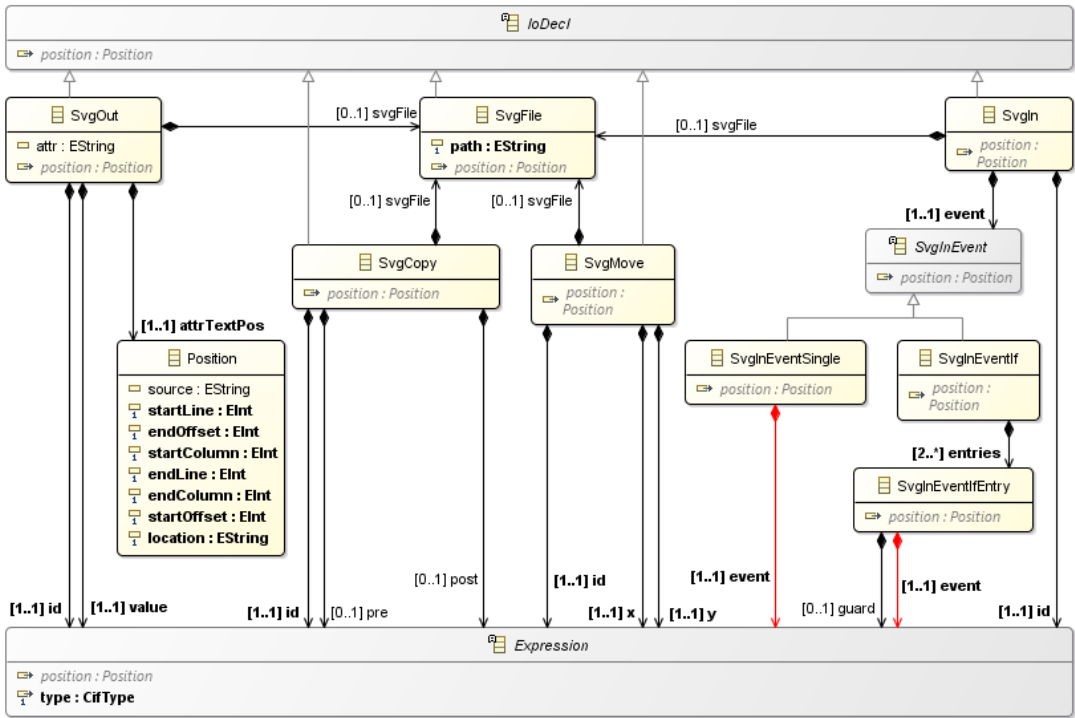 IoDecl
position : Position
SvgOut
attr : EString
position : Position
[0..1] svgFile
SvgFile
path : EString
position : Position
[0..1] svgFile
SvgIn
position :
Position
[0..1] svgFile
[0..1] svgFile
[1..1] event
SvgInEvent
position : Position
SvgCopy
position : Position
SvgMove
position :
Position
[1..1] attrTextPos
Position
source : EString
startLine : EInt
endOffset : EInt
startColumn : EInt
endLine : EInt
endColumn : EInt
startOffset : EInt
location : EString
SvgInEventSingle
position : Position
SvgInEventIf
position :
Position
[2..*] entries
SvgInEventIfEntry
position : Position
[1..1] id
[1..1] value
[1..1] id
[0..1] pre
[0..1] post
[1..1] id
[1..1] x
[1..1] y
[1..1] event
[0..1] guard
[1..1] event
[1..1] id
Expression
position : Position
type : CifType